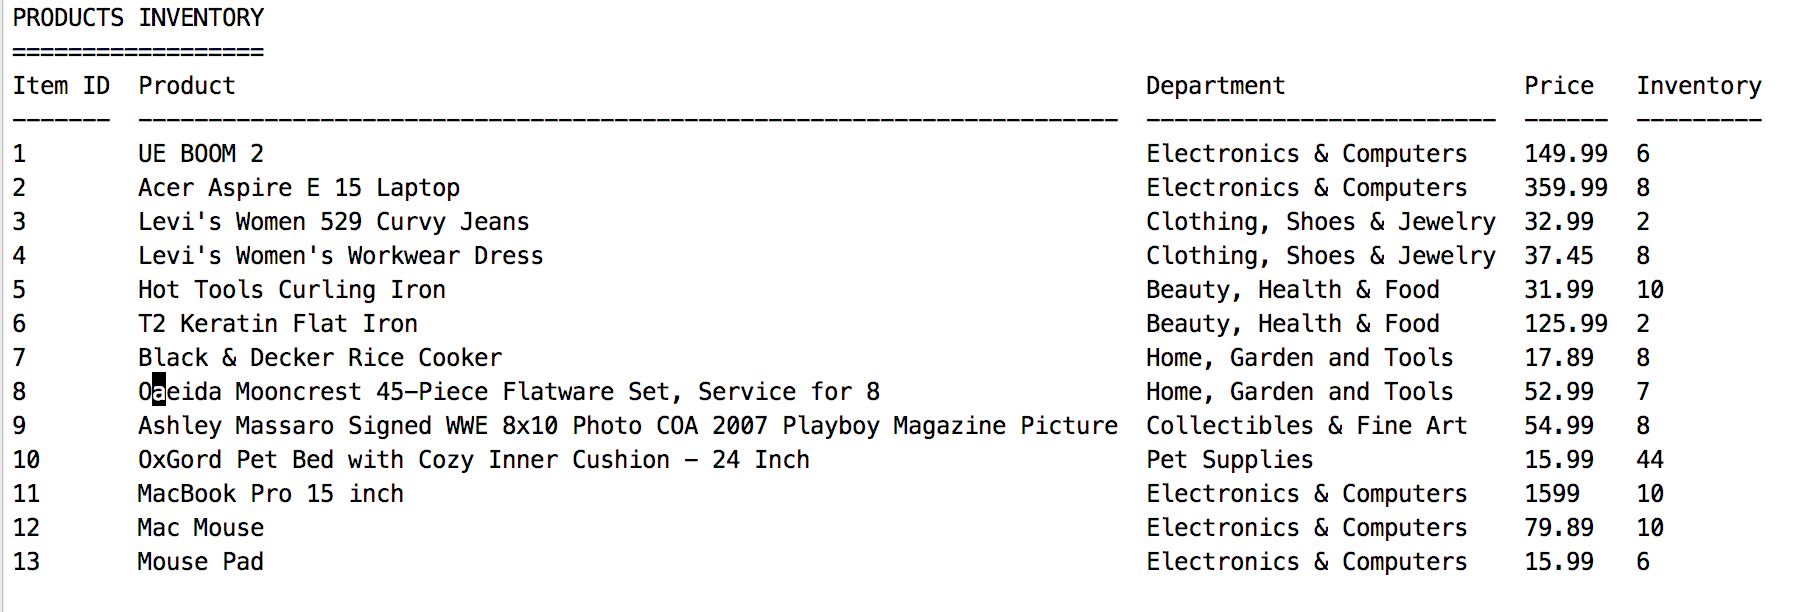 PRODUCTS INVENTORY
==================
Item ID  Product                                                                 Department                 Price   Inventory
-------  ----------------------------------------------------------------------  -------------------------  ------  ---------
1        UE BOOM 2                                                               Electronics & Computers    149.99  6
2        Acer Aspire E 15 Laptop                                                 Electronics & Computers    359.99  8
3        Levi's Women 529 Curvy Jeans                                            Clothing, Shoes & Jewelry  32.99   2
4        Levi's Women's Workwear Dress                                           Clothing, Shoes & Jewelry  37.45   8
5        Hot Tools Curling Iron                                                  Beauty, Health & Food      31.99   10
6        T2 Keratin Flat Iron                                                    Beauty, Health & Food      125.99  2
7        Black & Decker Rice Cooker                                              Home, Garden and Tools     17.89   8
8        Oaeida Mooncrest 45-Piece Flatware Set, Service for 8                   Home, Garden and Tools     52.99   7
9        Ashley Massaro Signed WWE 8x10 Photo COA 2007 Playboy Magazine Picture  Collectibles & Fine Art    54.99   8
10       OxGord Pet Bed with Cozy Inner Cushion - 24 Inch                        Pet Supplies               15.99   44
11       MacBook Pro 15 inch                                                     Electronics & Computers    1599    10
12       Mac Mouse                                                               Electronics & Computers    79.89   10
13       Mouse Pad                                                               Electronics & Computers    15.99   6